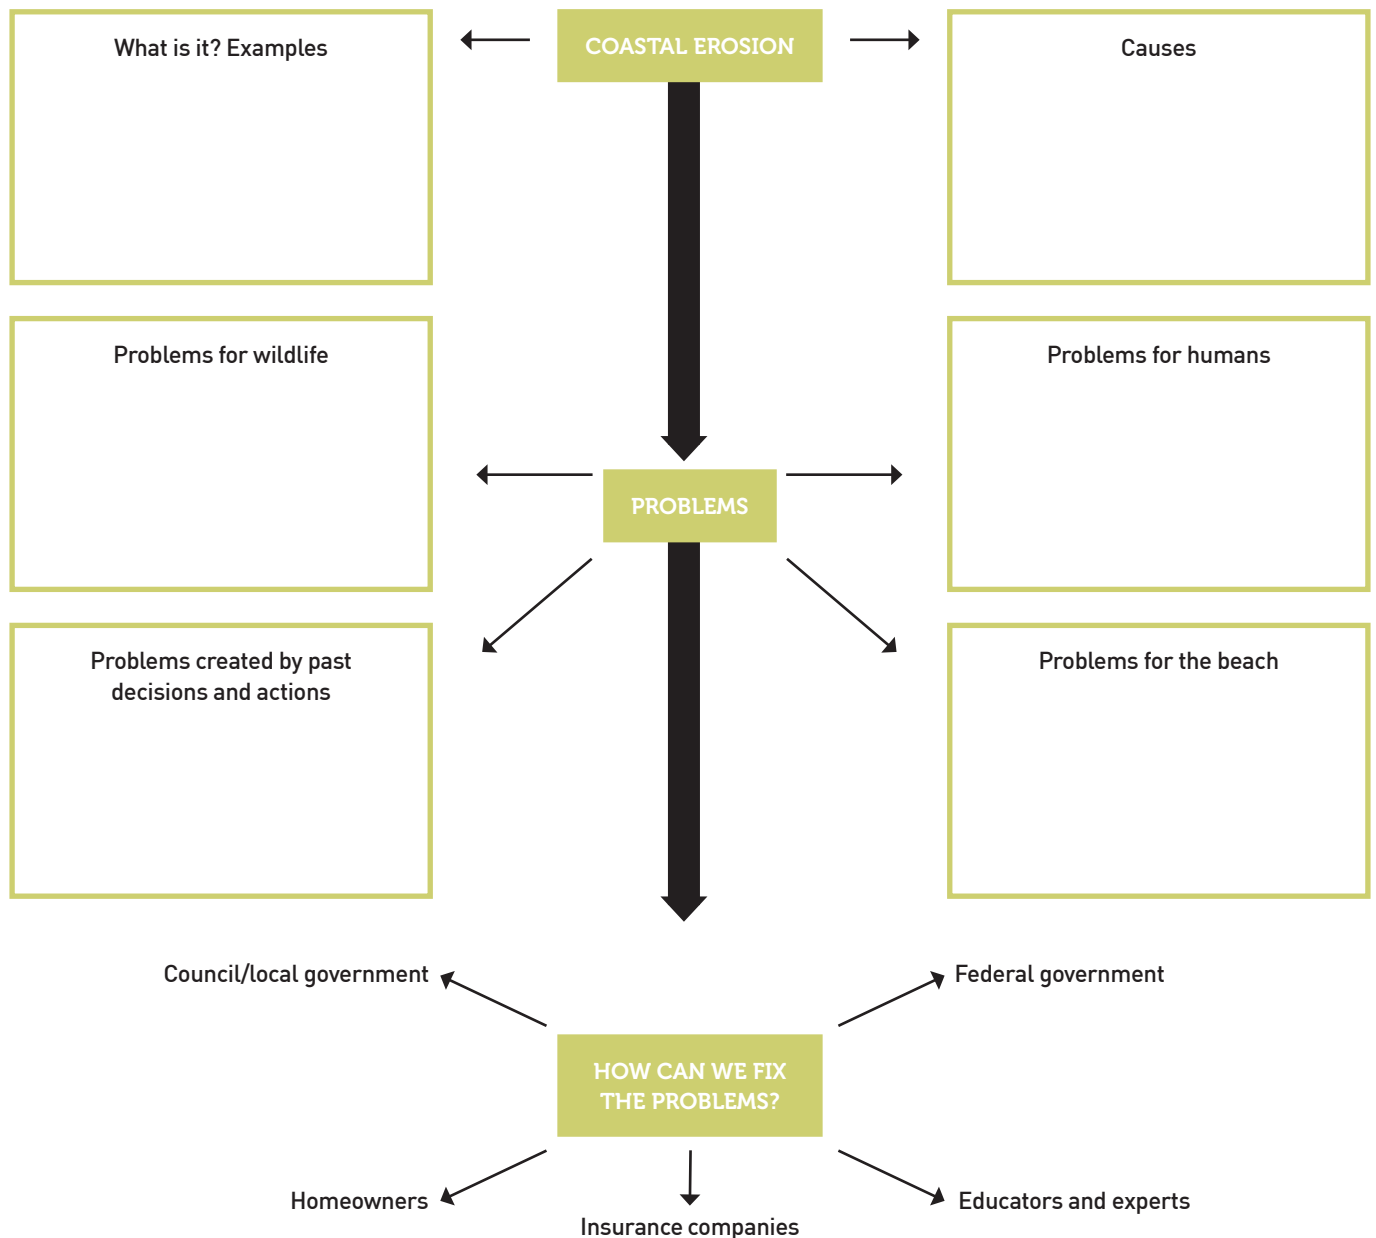 What is it? Examples
COASTAL EROSION
Causes
Problems for wildlife
Problems for humans
PROBLEMS
Problems created by past
decisions and actions
Problems for the beach
Council/local government
Federal government
HOW CAN WE FIX
THE PROBLEMS?
Homeowners
Insurance companies
Educators and experts